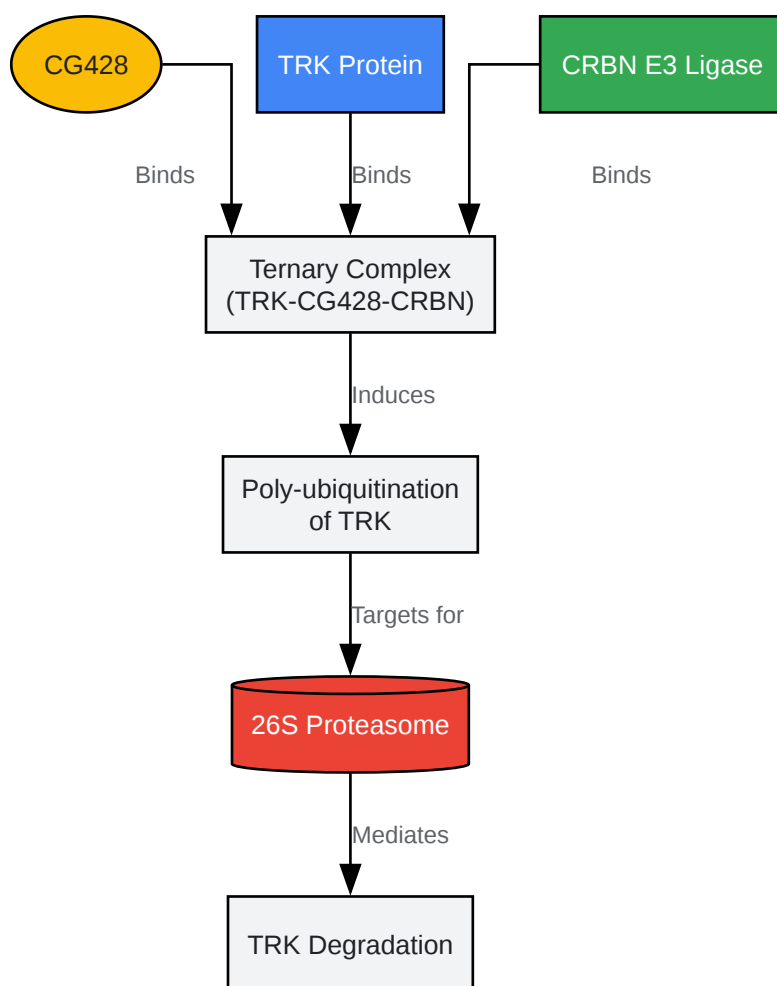 CG428
TRK Protein
CRBN E3 Ligase
Binds
Binds
Binds
Ternary Complex
(TRK-CG428-CRBN)
Induces
Poly-ubiquitination
of TRK
Targets for
26S Proteasome
Mediates
TRK Degradation